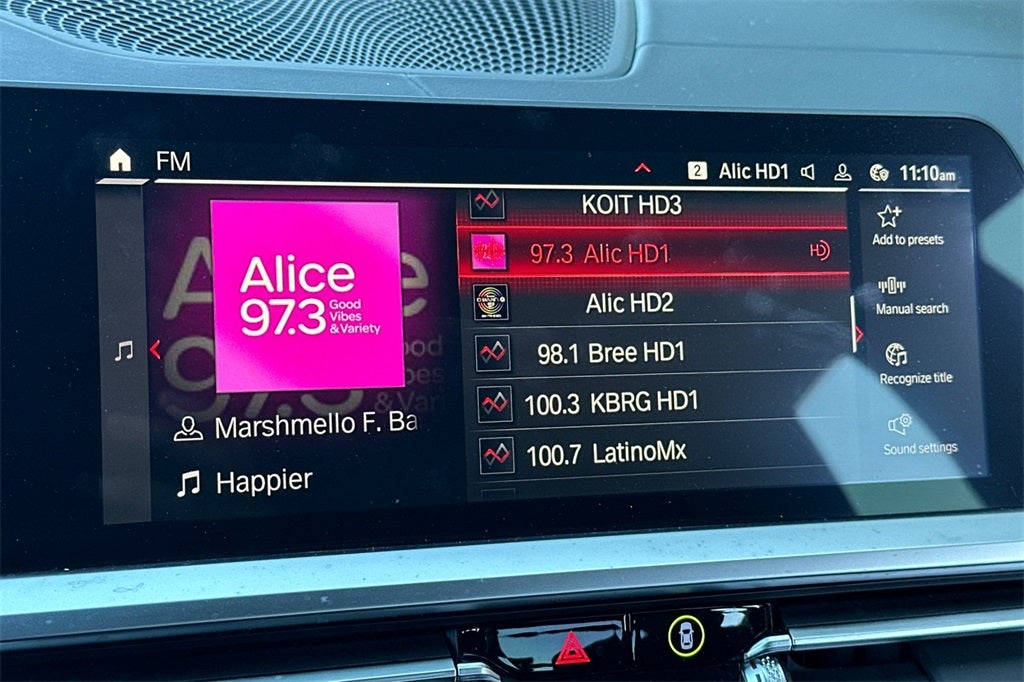 FM
2 Alic HD1 11:10am
Alice
97.3 Good Vibes & Variety
Marshmello F. Ba
Happier
KOIT HD3
97.3 Alic HD1 HD
Alic HD2
98.1 Bree HD1
100.3 KBRG HD1
100.7 LatinoMx
Add to presets
Manual search
Recognize title
Sound settings